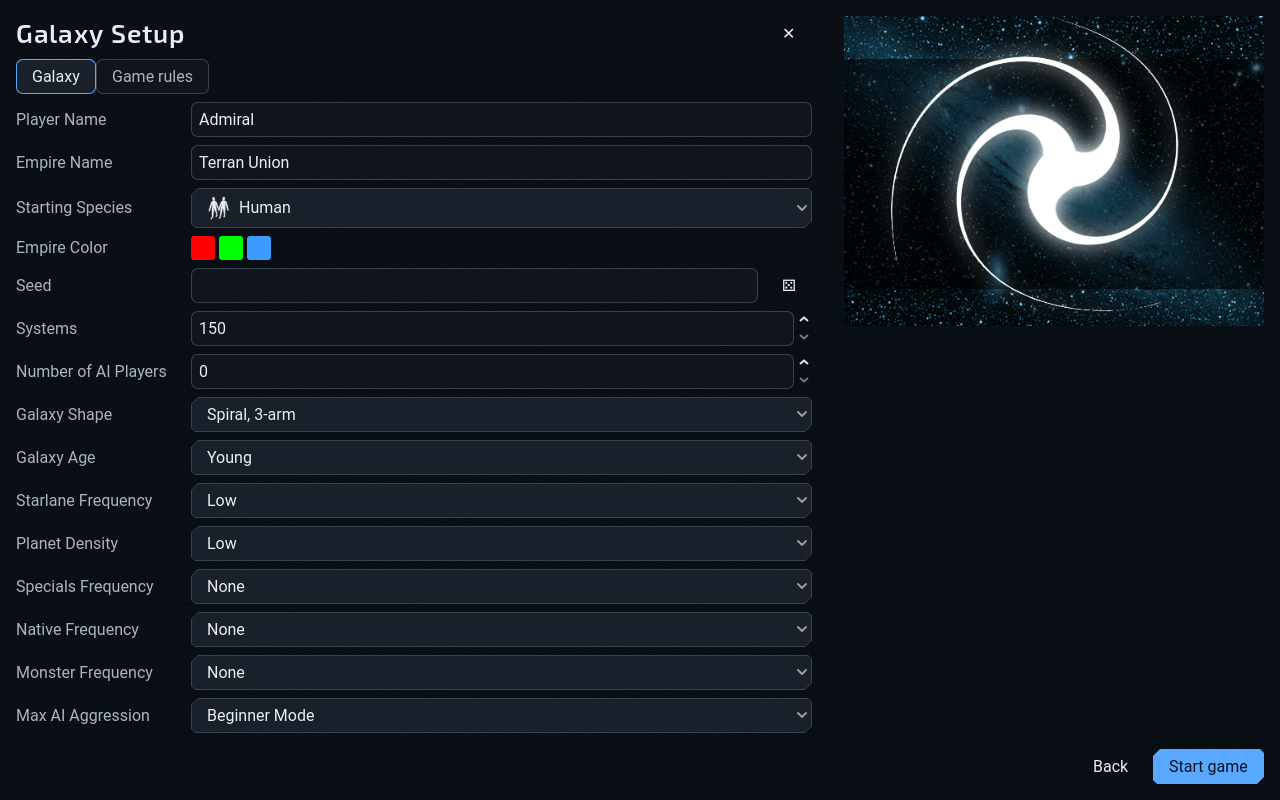 Galaxy Setup
Galaxy
Game rules
Player Name
Admiral
Empire Name
Terran Union
Starting Species
Human
Empire Color
Seed
Systems
150
Number of AI Players
0
Galaxy Shape
Spiral, 3-arm
Galaxy Age
Young
Starlane Frequency
Low
Planet Density
Low
Specials Frequency
None
Native Frequency
None
Monster Frequency
None
Max AI Aggression
Beginner Mode
Back
Start game